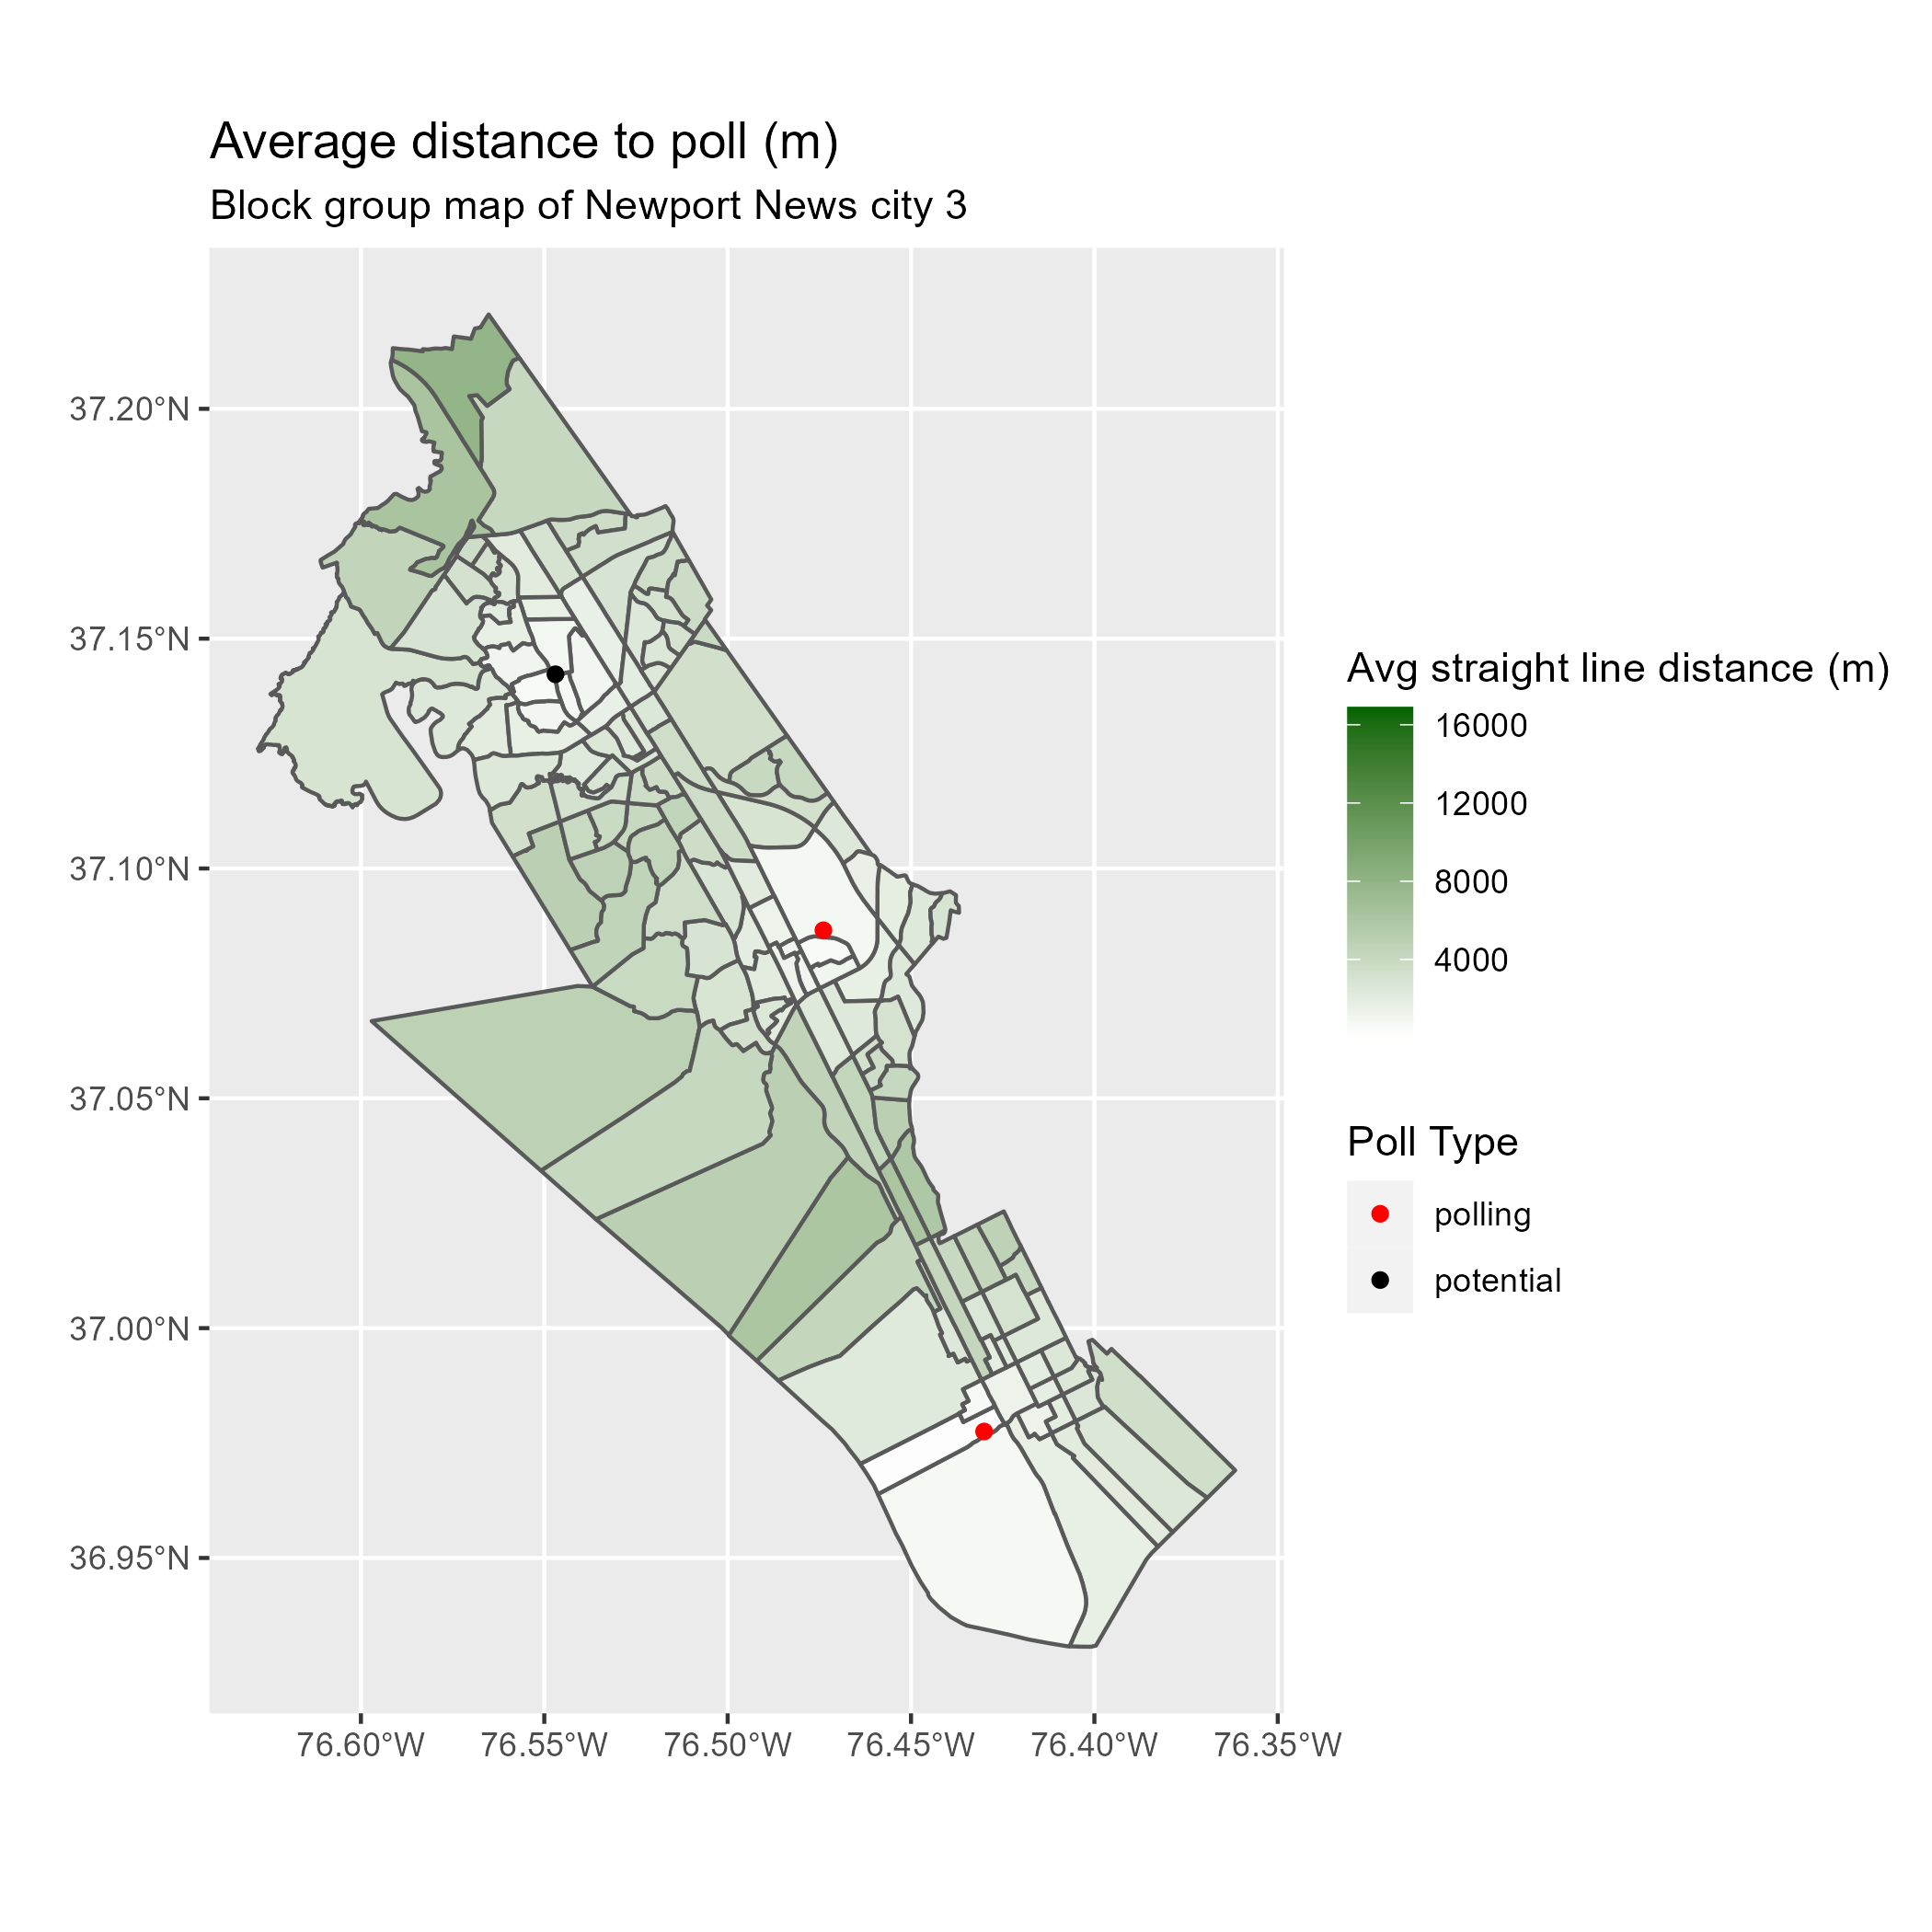 Average distance to poll (m)
Block group map of Newport News city 3
37.20°N
37.15°N
37.10°N
37.05°N
37.00°N
36.95°N
76.60°W
76.55°W
76.50°W
76.45°W
76.40°W
76.35°W
Avg straight line distance (m)
16000
12000
8000
4000
Poll Type
polling
potential